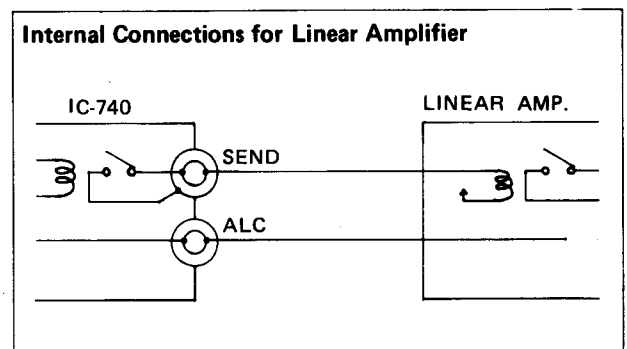 Internal Connections for Linear Amplifier
IC-740
LINEAR AMP.
SEND
ALC